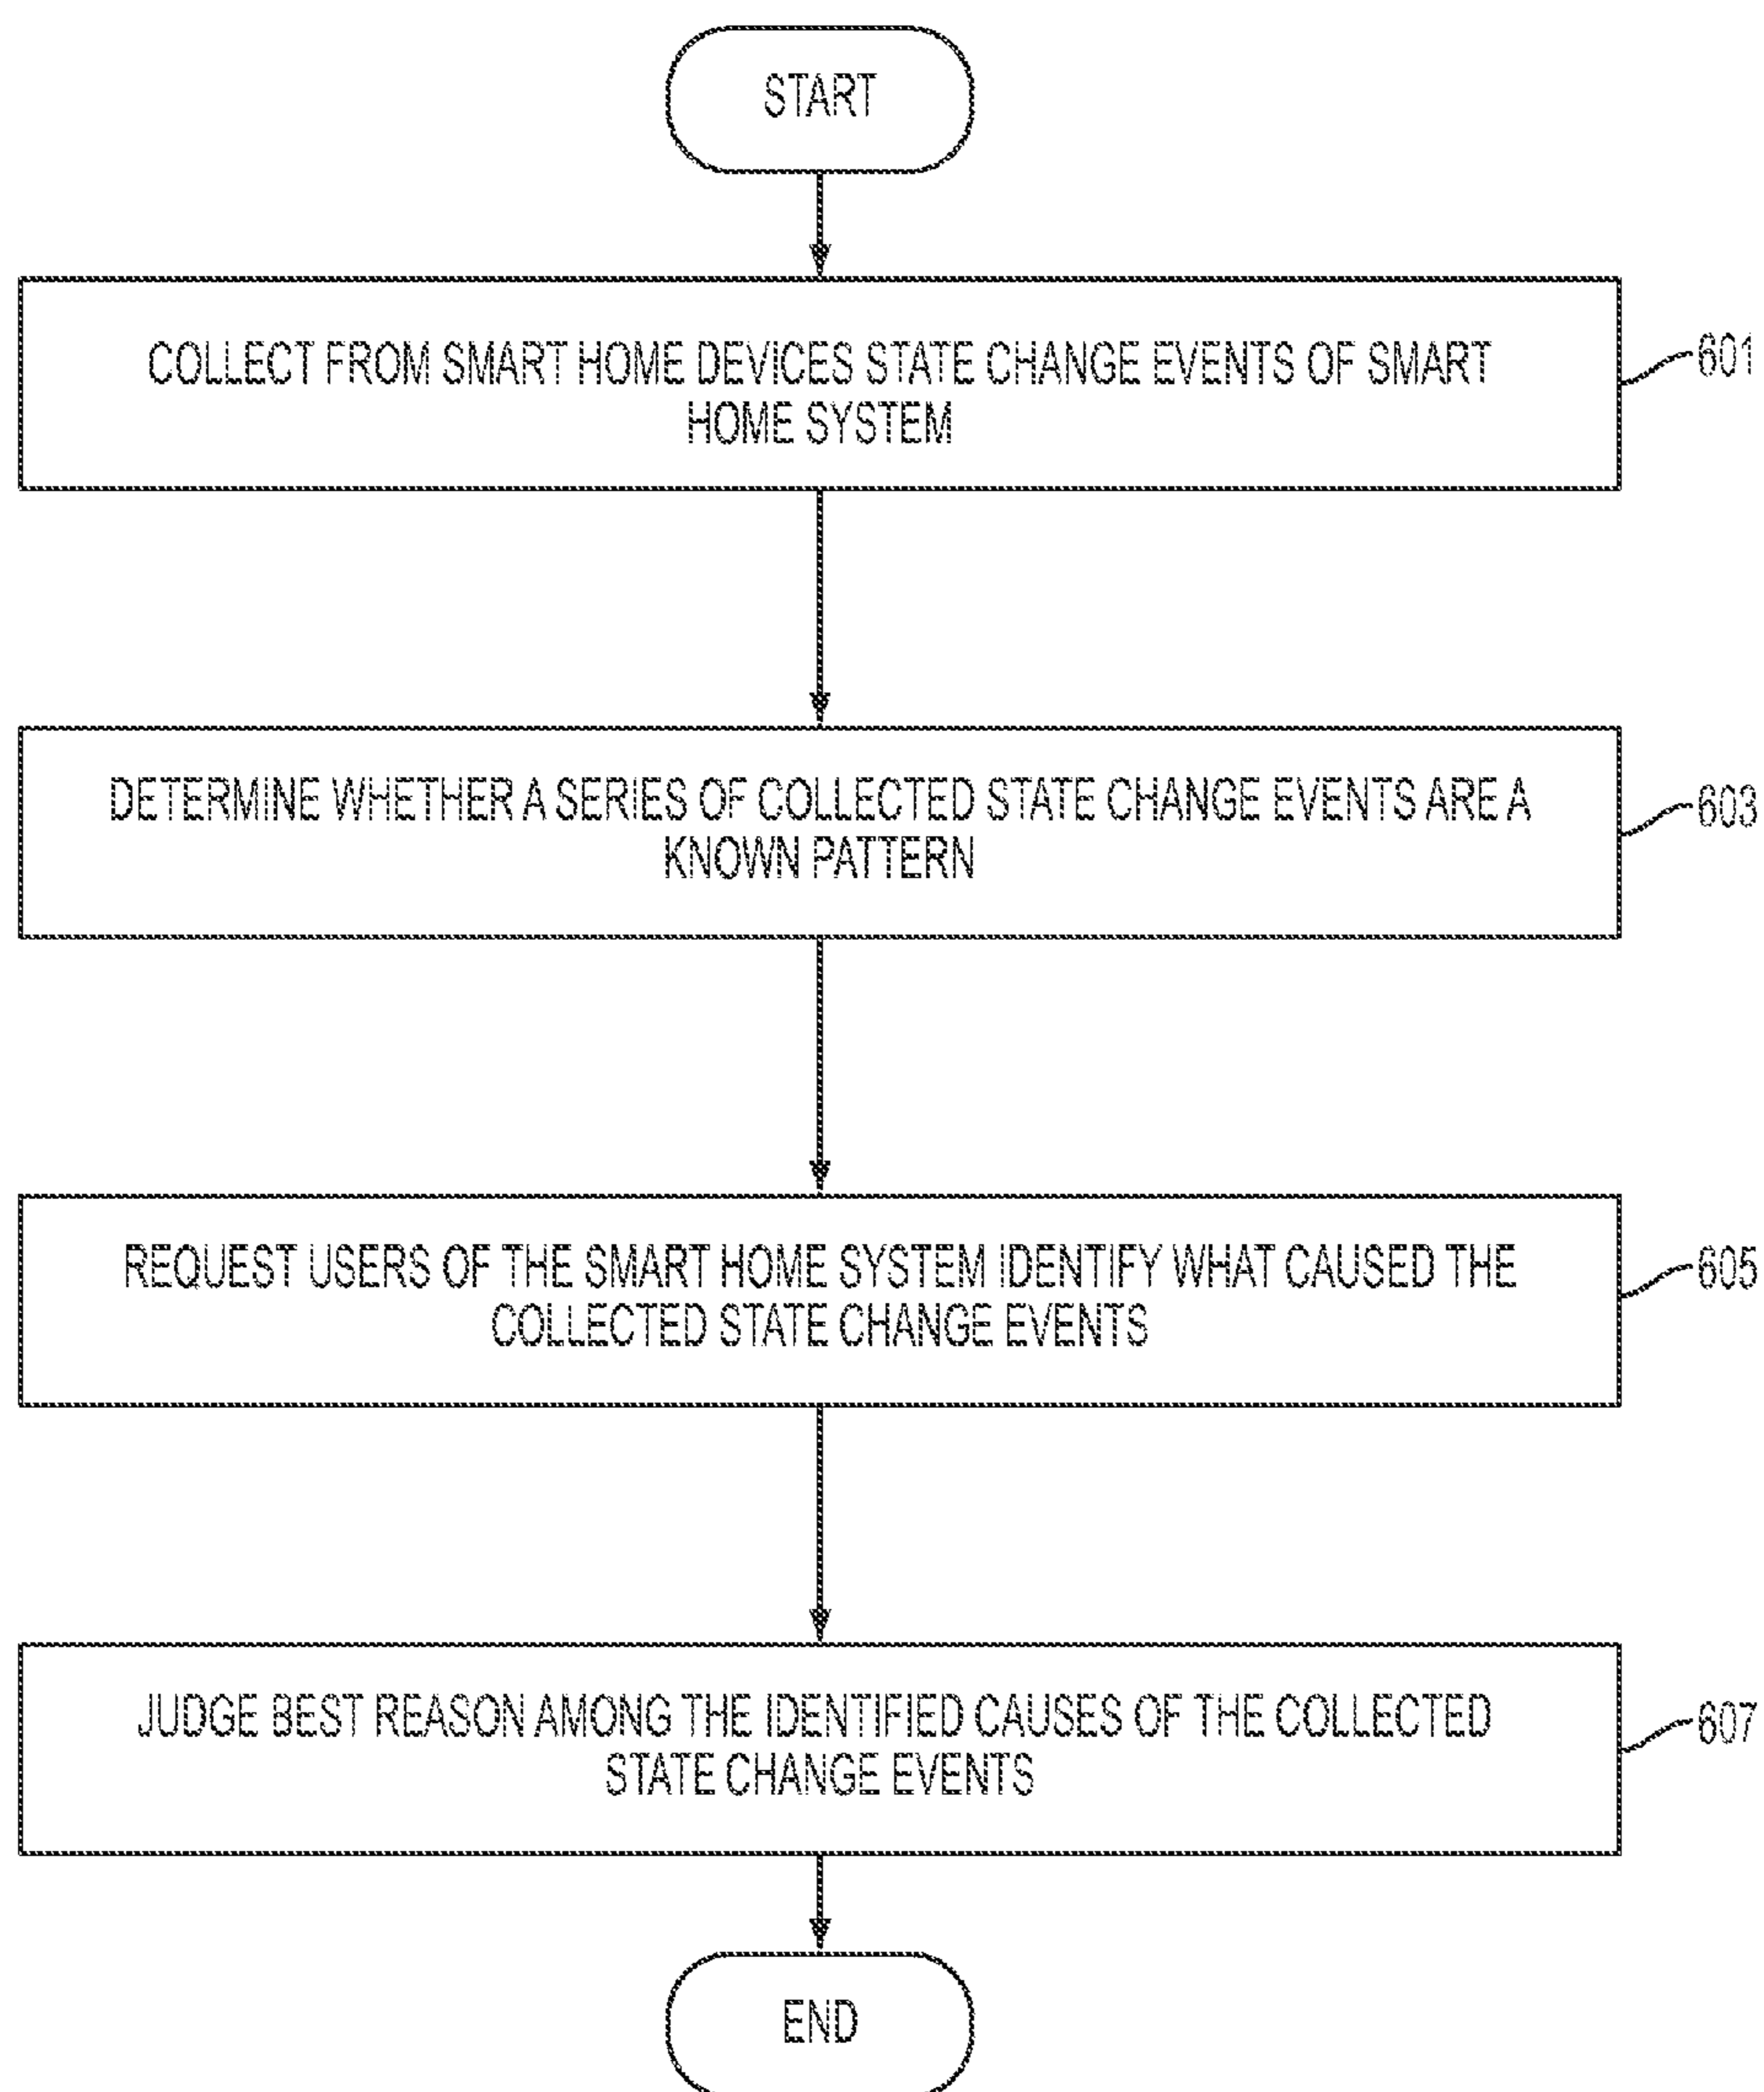 START
COLLECT FROM SMART HOME DEVICES STATE CHANGE EVENTS OF SMART
HOME SYSTEM
601
DETERMINE WHETHER A SERIES OF COLLECTED STATE CHANGE EVENTS ARE A
KNOWN PATTERN
603
REQUEST USERS OF THE SMART HOME SYSTEM IDENTIFY WHAT CAUSED THE
COLLECTED STATE CHANGE EVENTS
605
JUDGE BEST REASON AMONG THE IDENTIFIED CAUSES OF THE COLLECTED
STATE CHANGE EVENTS
607
END